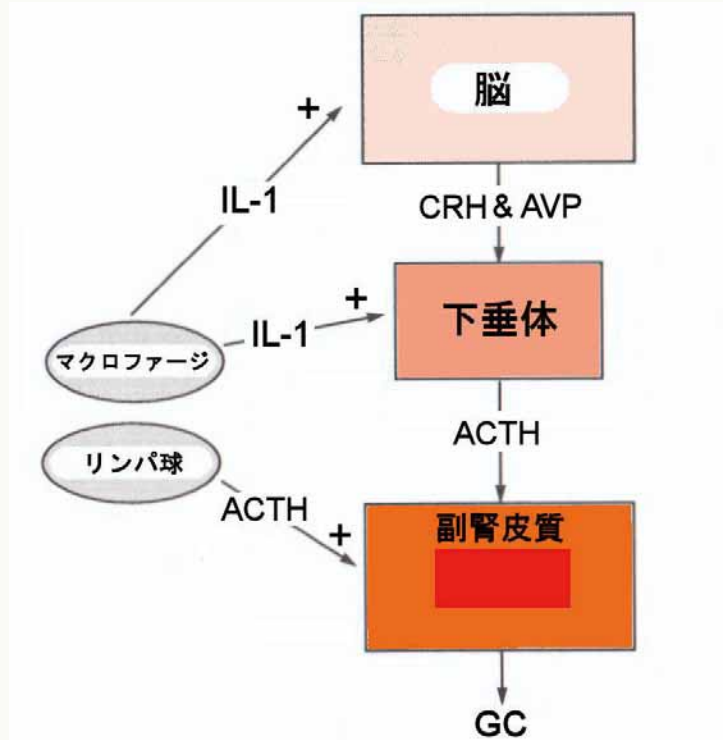 脳
+
IL-1
CRH & AVP
+
下垂体
IL-1
マクロファージ
ACTH
リンパ球
ACTH
+
副腎皮質
GC